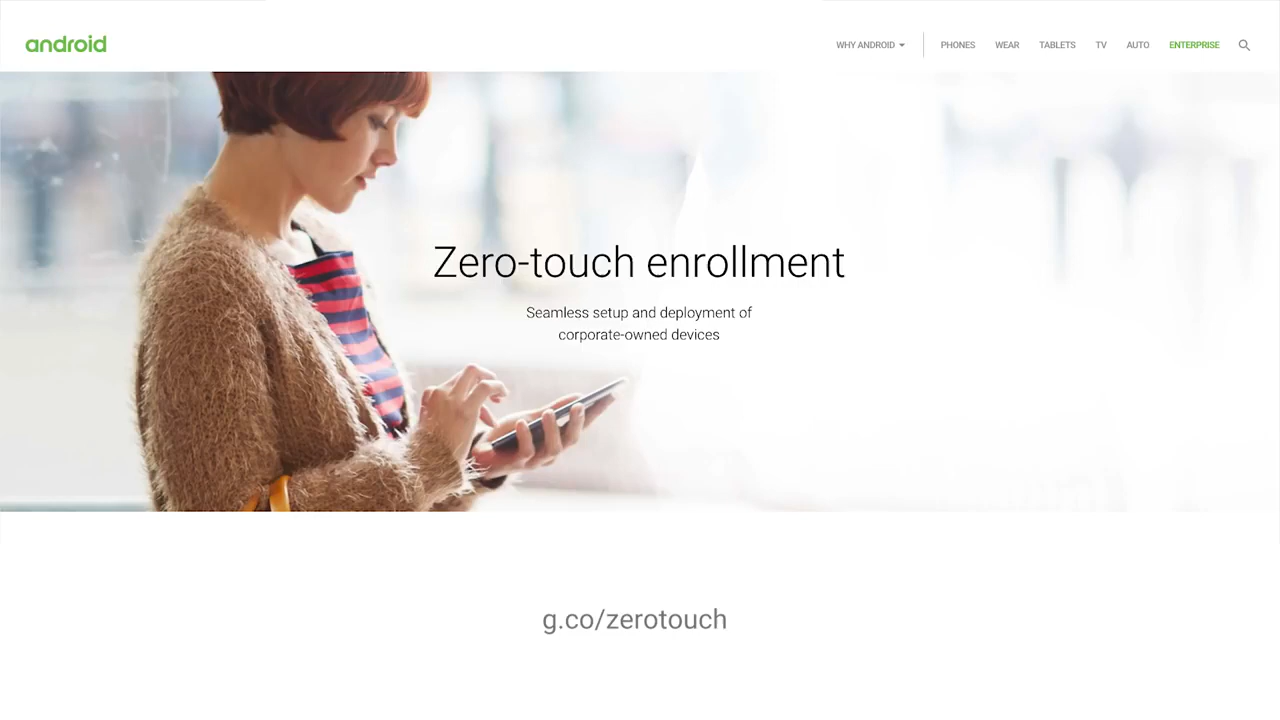 android
WHY ANDROID
PHONES
WEAR
TABLETS
TV
AUTO
ENTERPRISE
Zero-touch enrollment
Seamless setup and deployment of
corporate-owned devices
g.co/zerotouch